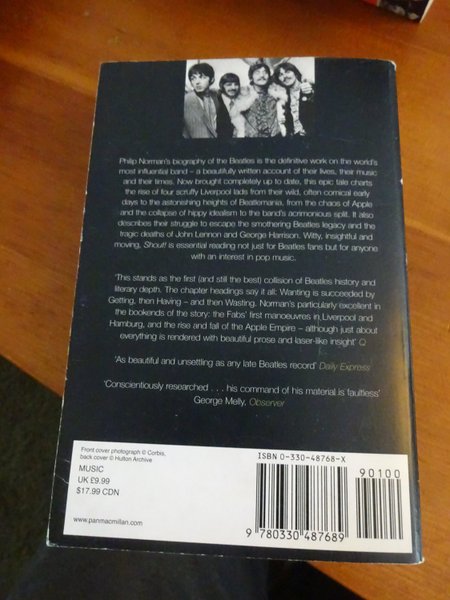 Philip Norman's biography of the Beatles is the definitive work on the world's
most influential band – a beautifully written account of their lives, their music
and their times. Now brought completely up to date, this epic tale charts
the rise of four scruffy Liverpool lads from their wild, often comical early
days to the astonishing heights of Beatlemania, from the chaos of Apple
and the collapse of hippy idealism to the band's acrimonious split. It also
describes their struggle to escape the smothering Beatles legacy and the
tragic deaths of John Lennon and George Harrison. Witty, insightful and
moving, Shout! is essential reading not just for Beatles fans but for anyone
with an interest in pop music.
'This stands as the first (and still the best) collision of Beatles history and
literary depth. The chapter headings say it all: Wanting is succeeded by
Getting, then Having – and then Wasting. Norman's particularly excellent in
the bookends of the story: the Fabs' first manoeuvres in Liverpool and
Hamburg, and the rise and fall of the Apple Empire – although just about
everything is rendered with beautiful prose and laser-like insight' Q
'As beautiful and unsettling as any late Beatles record' Daily Express
'Conscientiously researched . . . his command of his material is faultless'
George Melly, Observer
Front cover photograph © Corbis,
back cover © Hulton Archive
MUSIC
UK £9.99
$17.99 CDN
www.panmacmillan.com
ISBN 0-330-48768-X
90100
9 780330 487689